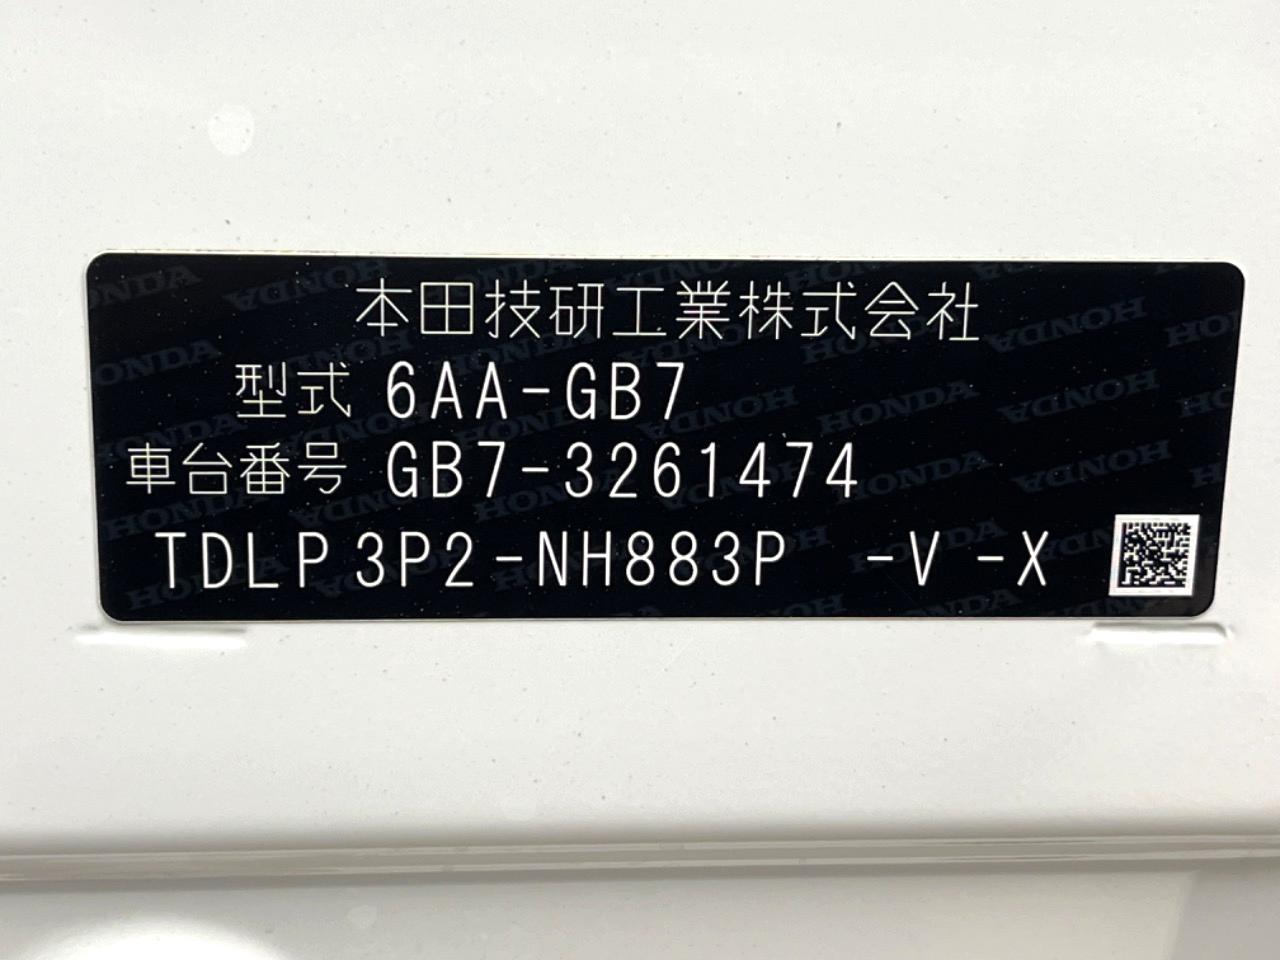 本田技研工業株式会社
型式 6AA-GB7
車台番号 GB7-3261474
TDLP3P2-NH883P -V -X